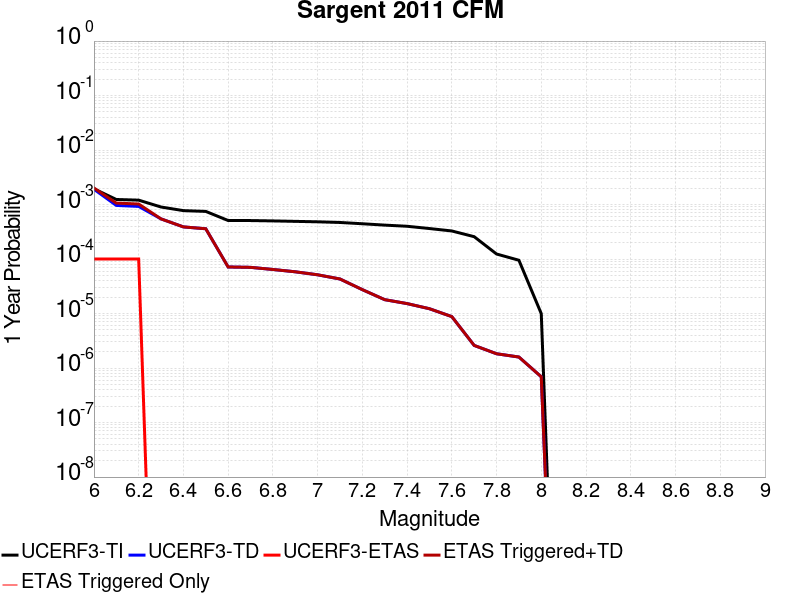 Sargent 2011 CFM
10^0
10^-1
10^-2
10^-3
10^-4
10^-5
10^-6
10^-7
10^-8
1 Year Probability
6 6.2 6.4 6.6 6.8 7 7.2 7.4 7.6 7.8 8 8.2 8.4 8.6 8.8 9
Magnitude
UCERF3-TI UCERF3-TD UCERF3-ETAS ETAS Triggered+TD
ETAS Triggered Only